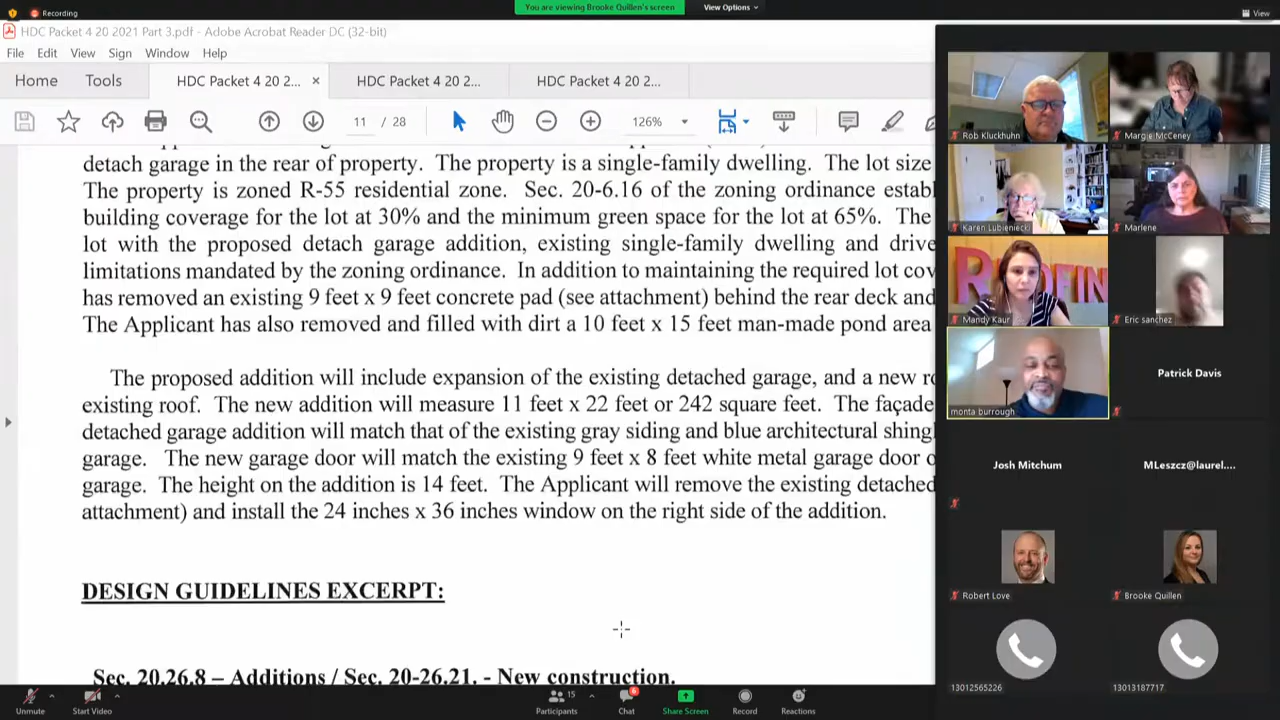 Recording
You are viewing Brooke Quillen's screen
View Options
View
HDC Packet 4 20 2021 Part 3.pdf - Adobe Acrobat Reader DC (32-bit)
File Edit View Sign Window Help
Home Tools HDC Packet 4 20 2... × HDC Packet 4 20 2... HDC Packet 4 20 2...
11 / 28 126%
detach garage in the rear of property. The property is a single-family dwelling. The lot size
The property is zoned R-55 residential zone. Sec. 20-6.16 of the zoning ordinance establ
building coverage for the lot at 30% and the minimum green space for the lot at 65%. The
lot with the proposed detach garage addition, existing single-family dwelling and drive
limitations mandated by the zoning ordinance. In addition to maintaining the required lot cov
has removed an existing 9 feet x 9 feet concrete pad (see attachment) behind the rear deck and
The Applicant has also removed and filled with dirt a 10 feet x 15 feet man-made pond area
The proposed addition will include expansion of the existing detached garage, and a new r
existing roof. The new addition will measure 11 feet x 22 feet or 242 square feet. The façade
detached garage addition will match that of the existing gray siding and blue architectural shing
garage. The new garage door will match the existing 9 feet x 8 feet white metal garage door o
garage. The height on the addition is 14 feet. The Applicant will remove the existing detached
attachment) and install the 24 inches x 36 inches window on the right side of the addition.
DESIGN GUIDELINES EXCERPT:
Sec. 20.26.8 – Additions / Sec. 20-26.21. - New construction.
Rob Kluckhuhn
Margie McCeney
Karen Lubieniecki
Marlene
Mandy Kaur
Eric sanchez
monta burrough
Patrick Davis
Josh Mitchum
MLeszcz@laurel....
Robert Love
Brooke Quillen
13012565226
13013187717
Unmute
Start Video
Participants 15
Chat 6
Share Screen
Record
Reactions